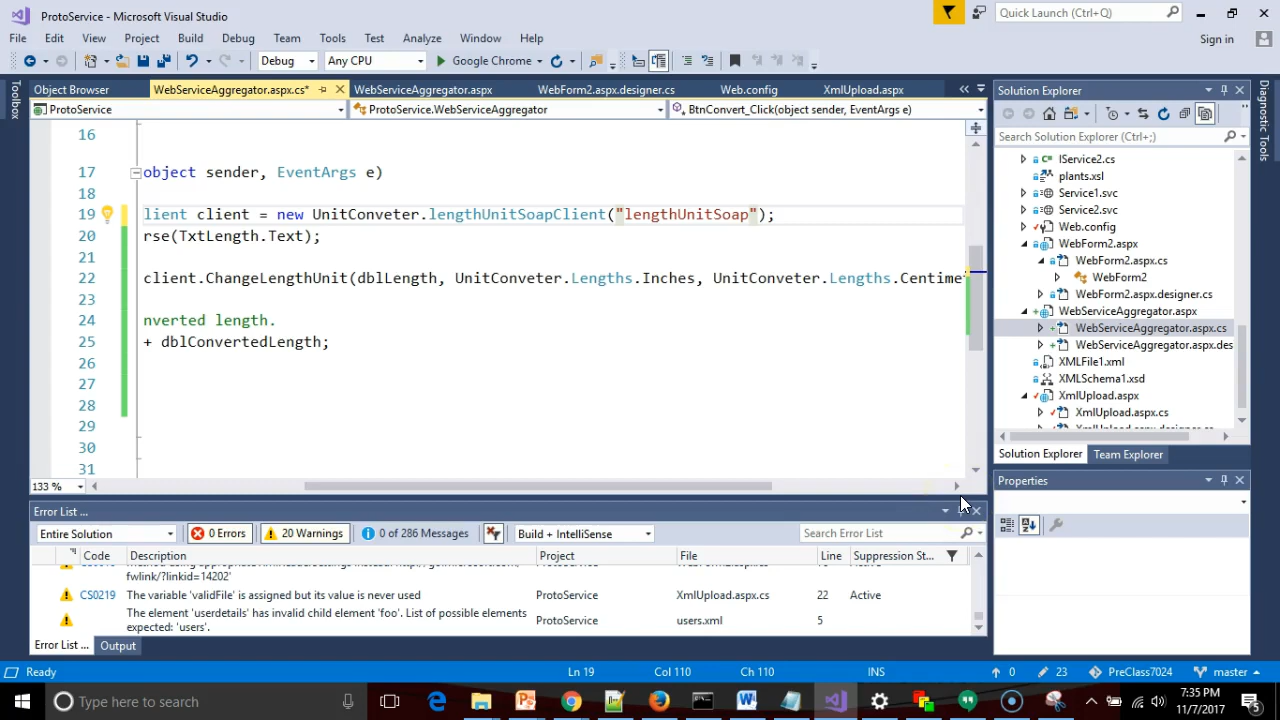 ProtoService - Microsoft Visual Studio
Quick Launch (Ctrl+Q)
File Edit View Project Build Debug Team Tools Test Analyze Window Help
Sign in
Debug Any CPU Google Chrome
Toolbox
Object Browser WebServiceAggregator.aspx.cs* WebServiceAggregator.aspx WebForm2.aspx.designer.cs Web.config XmlUpload.aspx
ProtoService ProtoService.WebServiceAggregator BtnConvert_Click(object sender, EventArgs e)
16
17 object sender, EventArgs e)
18
19 lient client = new UnitConveter.lengthUnitSoapClient("lengthUnitSoap");
20 rse(TxtLength.Text);
21
22 client.ChangeLengthUnit(dblLength, UnitConveter.Lengths.Inches, UnitConveter.Lengths.Centime
23
24 nverted length.
25 + dblConvertedLength;
26
27
28
29
30
31
133 %
Solution Explorer
Search Solution Explorer (Ctrl+;)
IService2.cs
plants.xsl
Service1.svc
Service2.svc
Web.config
WebForm2.aspx
WebForm2.aspx.cs
WebForm2
WebForm2.aspx.designer.cs
WebServiceAggregator.aspx
WebServiceAggregator.aspx.cs
WebServiceAggregator.aspx.des
XMLFile1.xml
XMLSchema1.xsd
XmlUpload.aspx
XmlUpload.aspx.cs
XmlUpload.aspx.designer.cs
Solution Explorer Team Explorer
Diagnostic Tools
Properties
Error List ...
Entire Solution 0 Errors 20 Warnings 0 of 286 Messages Build + IntelliSense Search Error List
Code Description Project File Line Suppression St...
fwlink/?linkid=14202'
CS0219 The variable 'validFile' is assigned but its value is never used ProtoService XmlUpload.aspx.cs 22 Active
The element 'userdetails' has invalid child element 'foo'. List of possible elements expected: 'users'. ProtoService users.xml 5
Error List ... Output
Ready Ln 19 Col 110 Ch 110 INS 0 23 PreClass7024 master
Type here to search
7:35 PM
11/7/2017
5